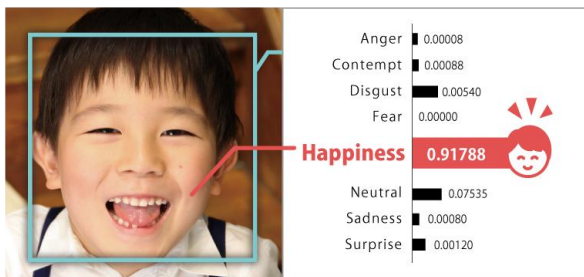 Anger 0.00008
Contempt 0.00088
Disgust 0.00540
Fear 0.00000
Happiness 0.91788
Neutral 0.07535
Sadness 0.00080
Surprise 0.00120